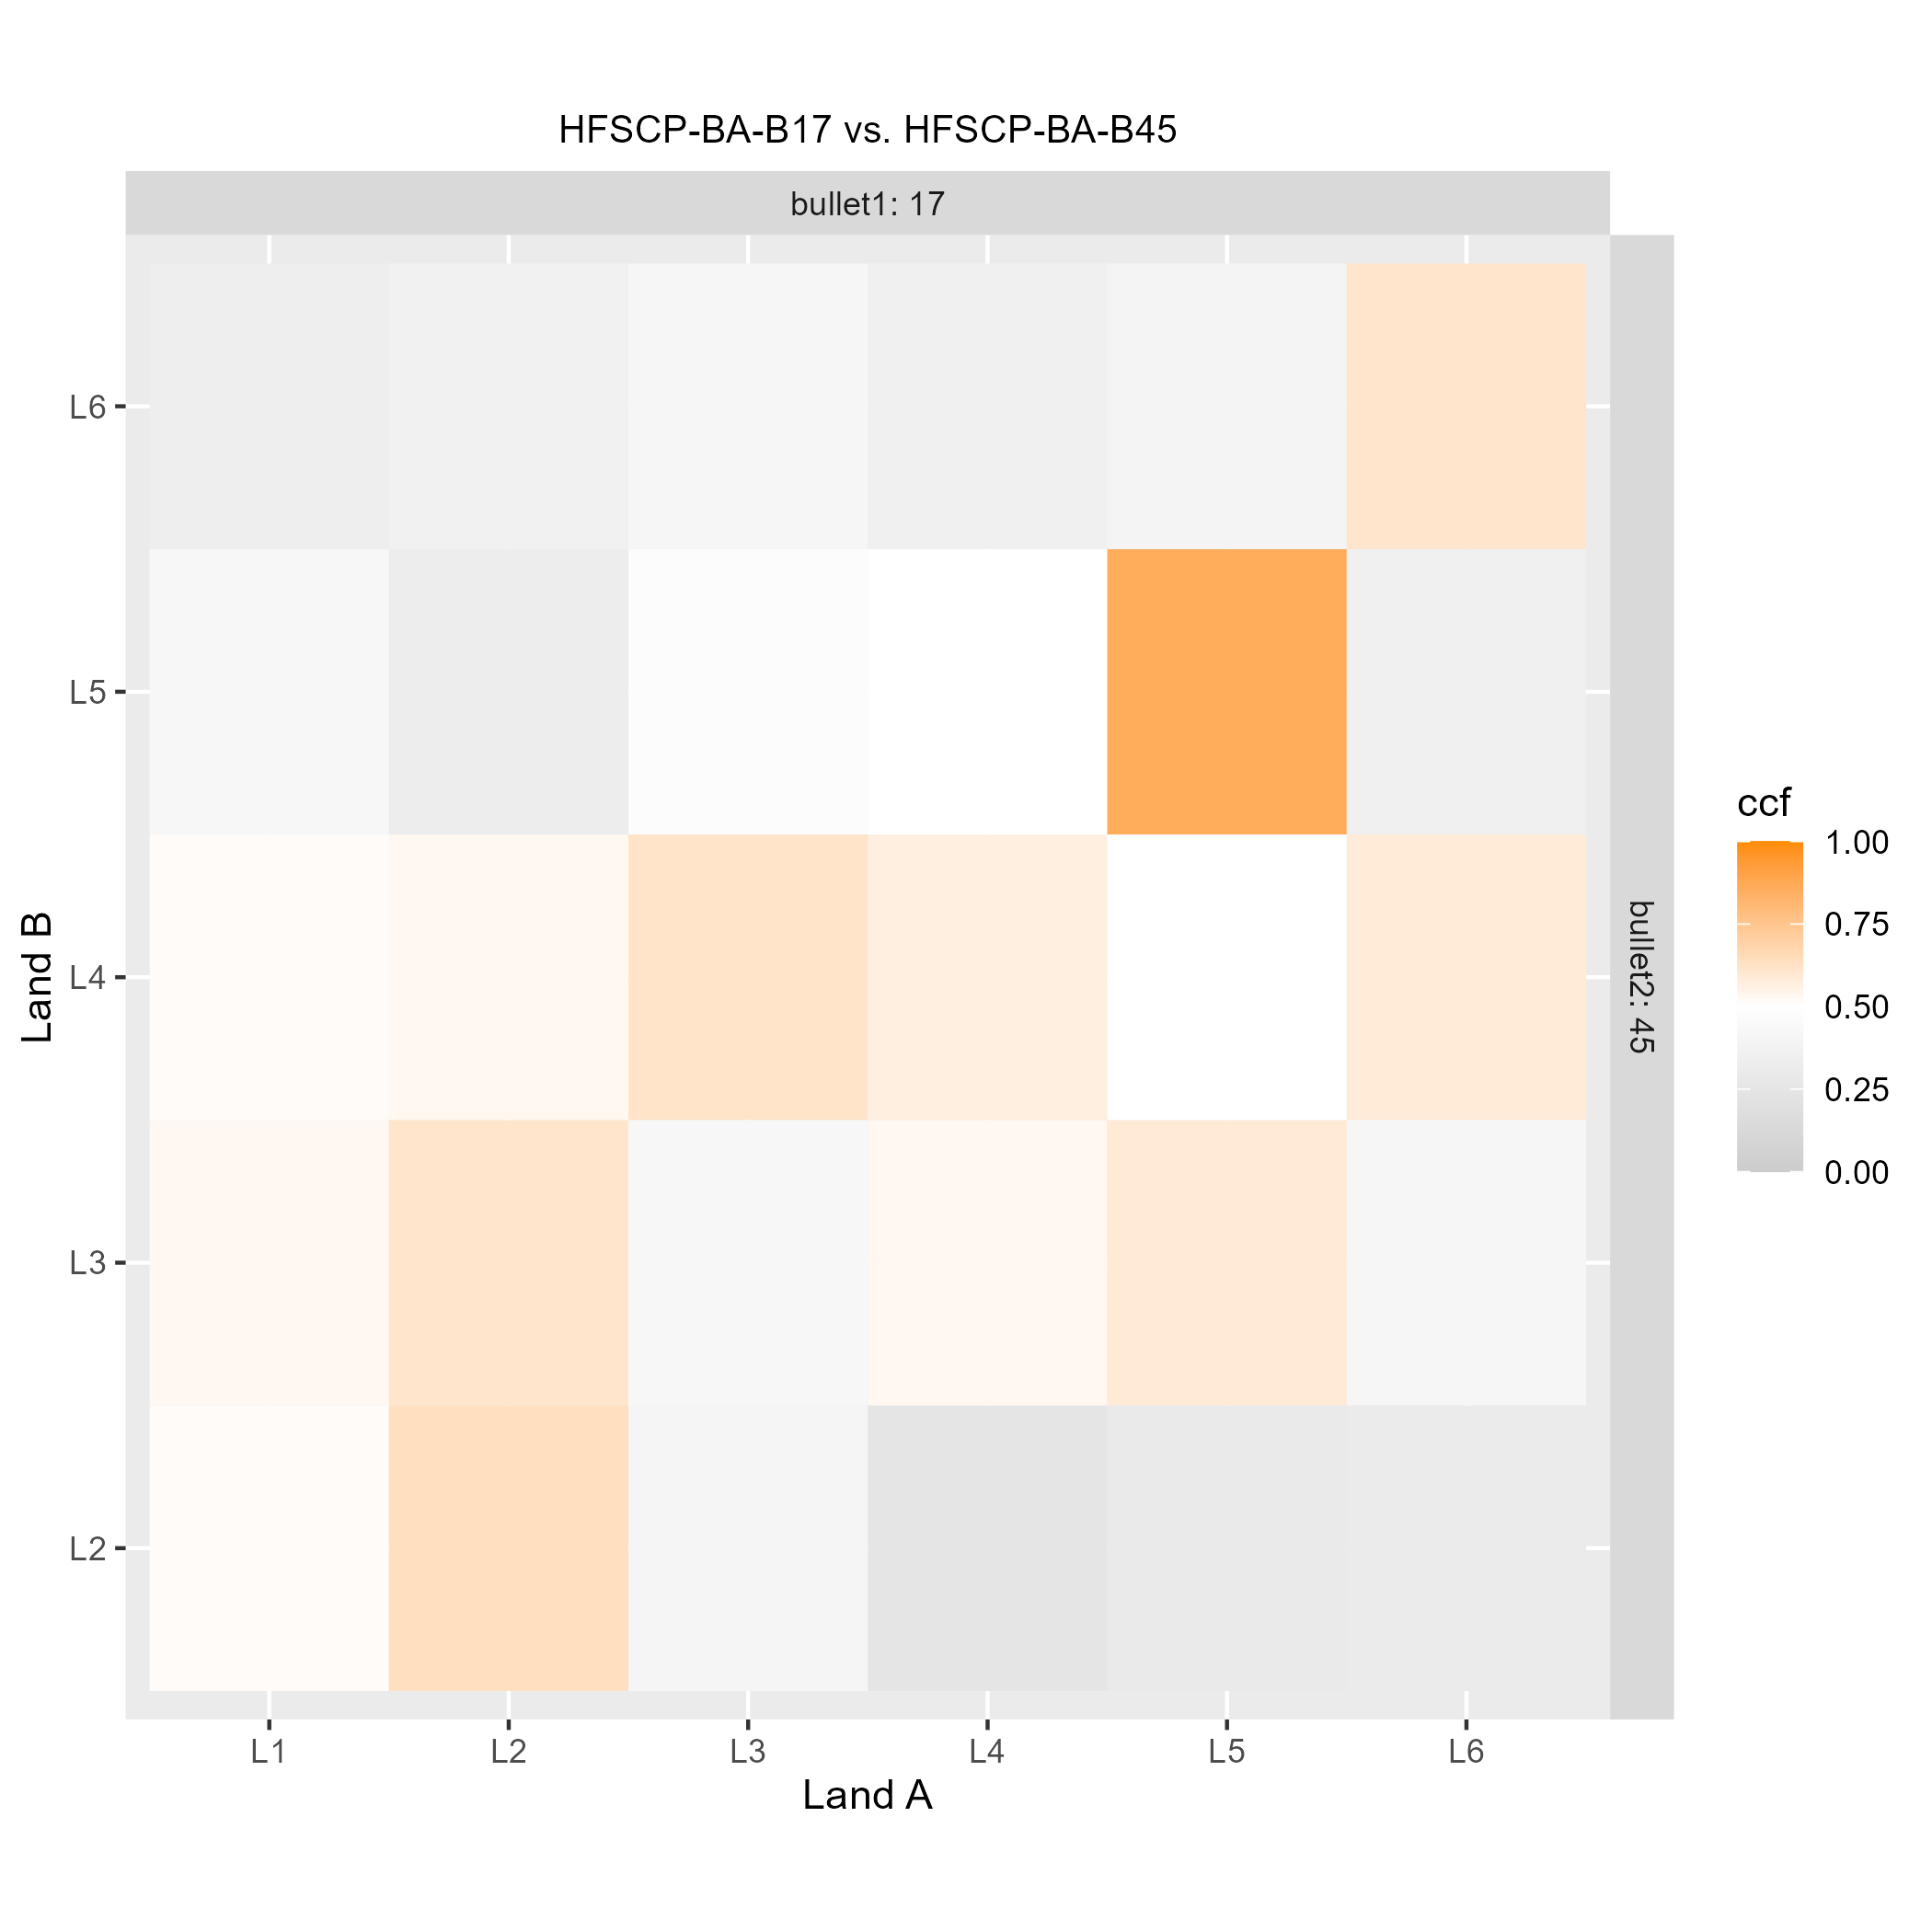 HFSCP-BA-B17 vs. HFSCP-BA-B45
bullet1: 17
L6
L5
L4
L3
L2
Land B
L1
L2
L3
L4
L5
L6
Land A
bullet2: 45
ccf
1.00
0.75
0.50
0.25
0.00